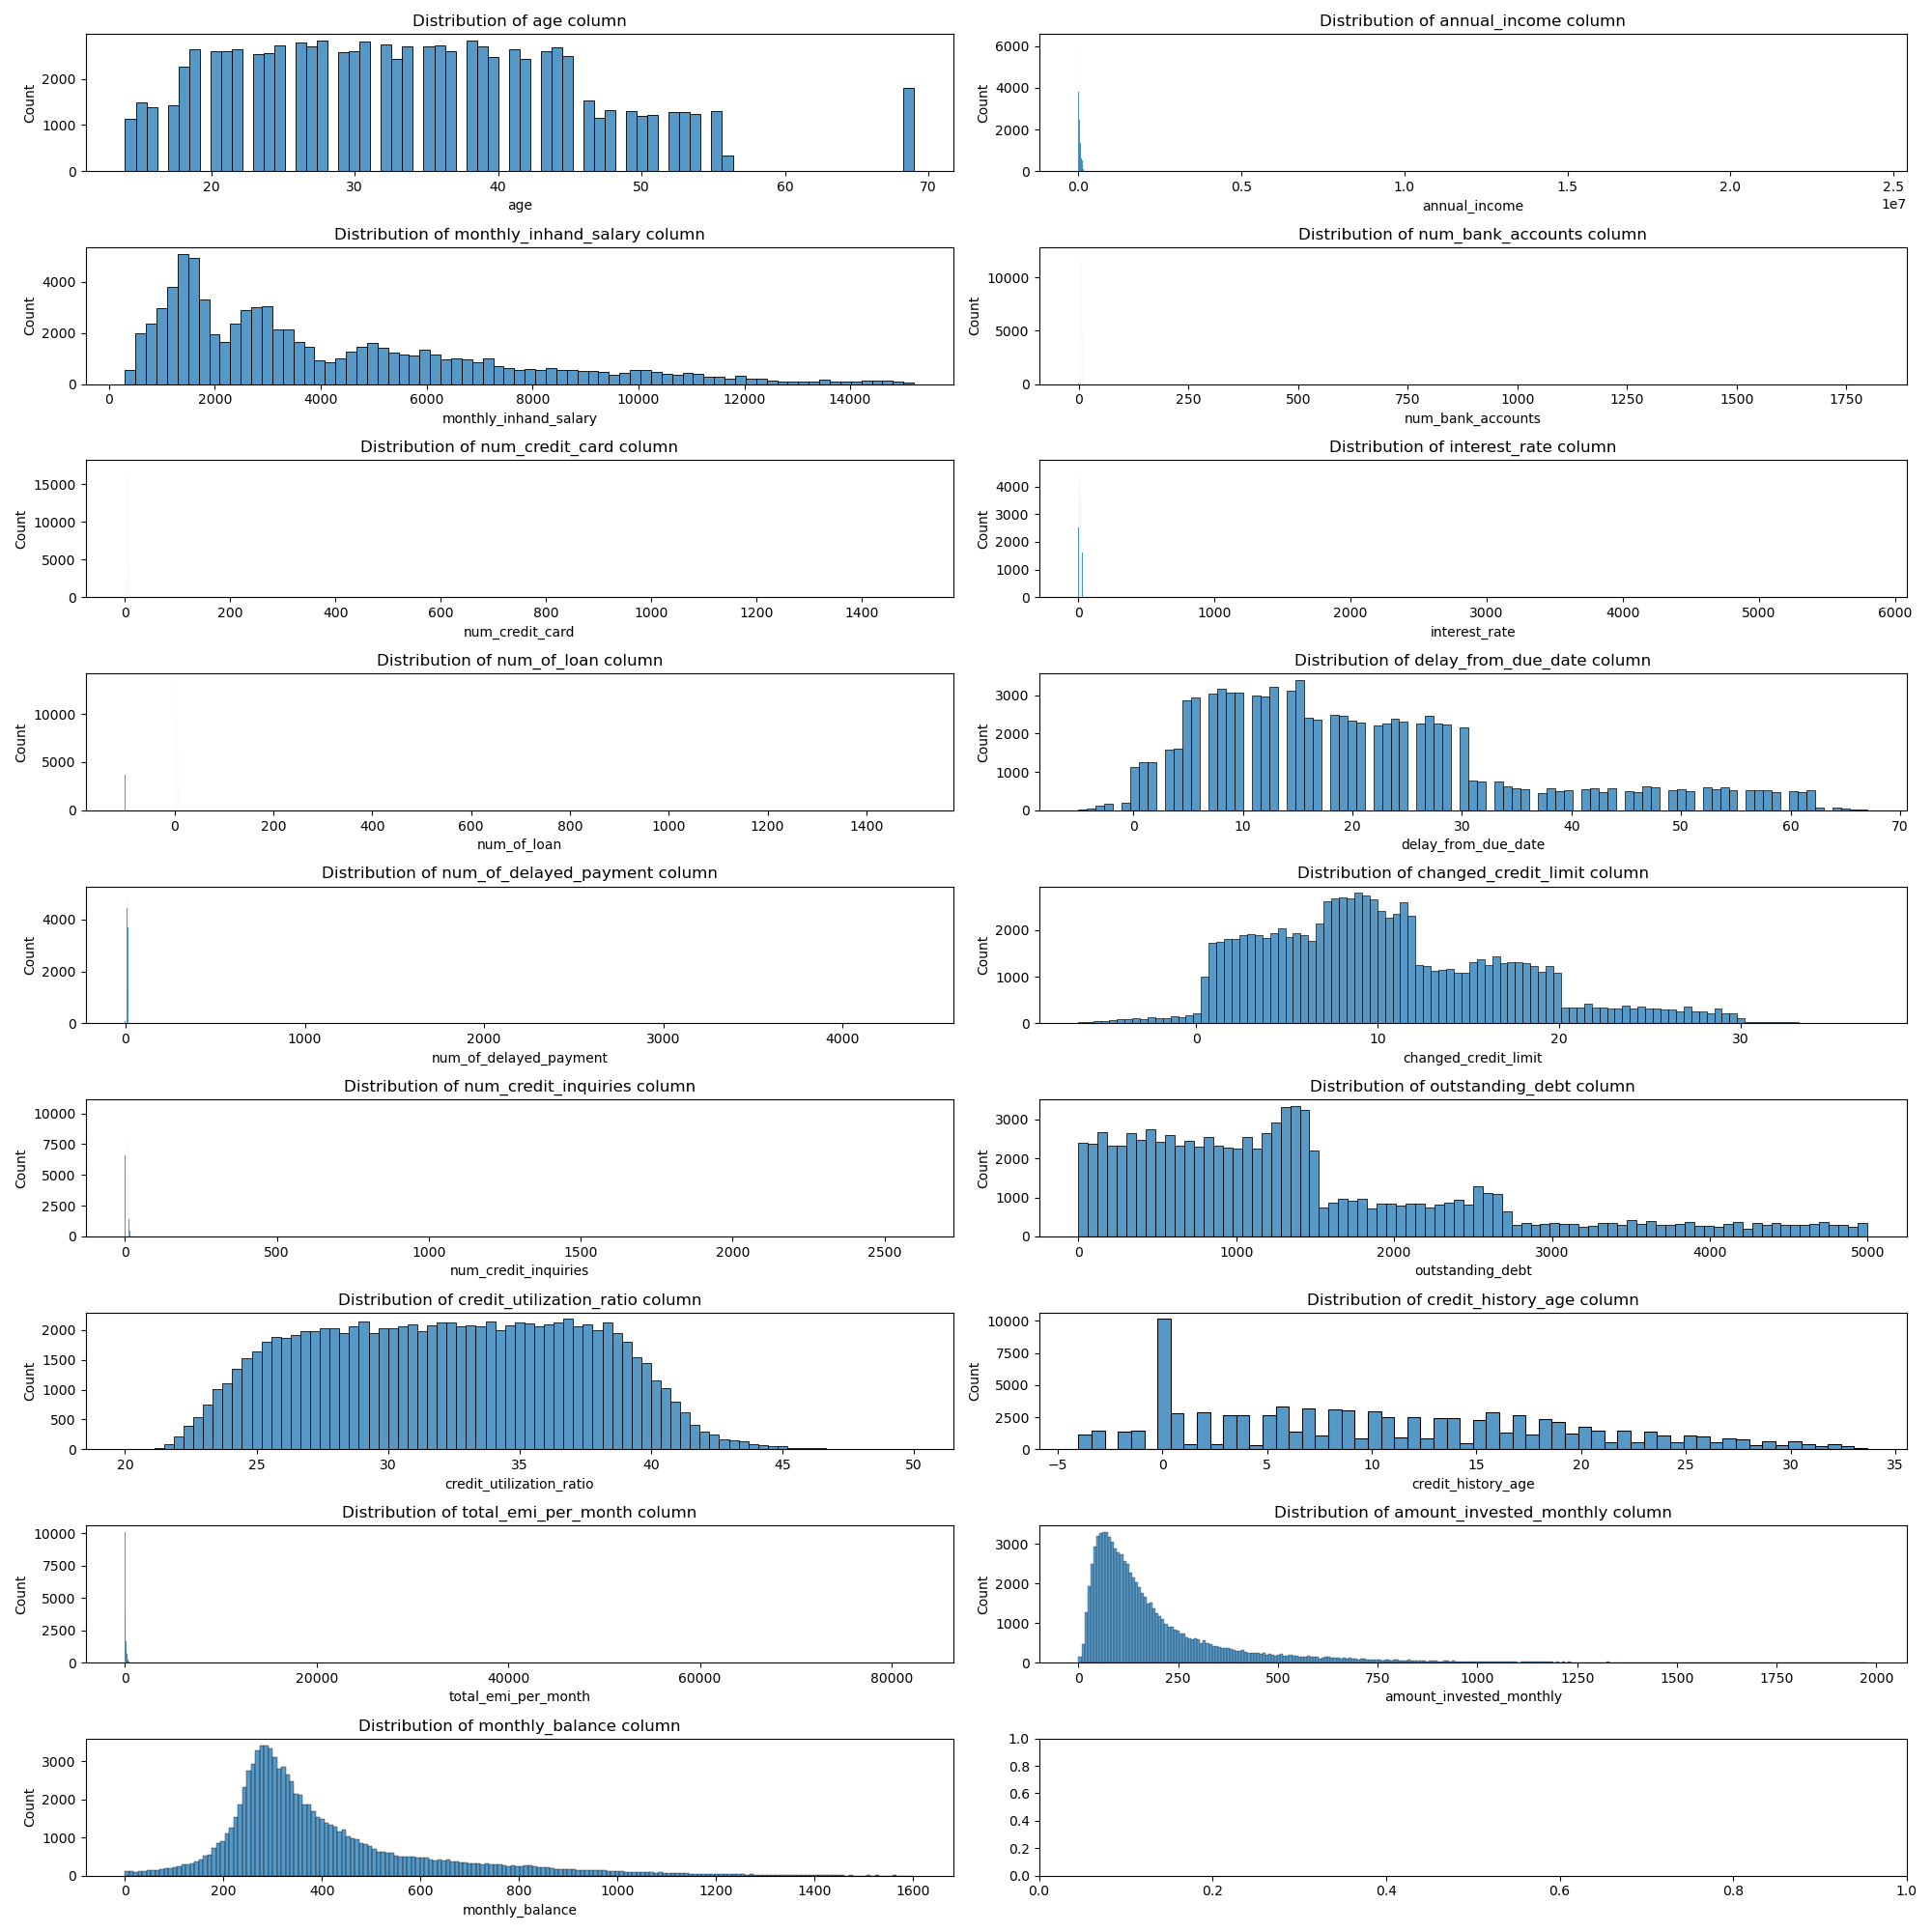 Distribution of age column
Count
2000
1000
0
20 30 40 50 60 70
age
Distribution of annual_income column
Count
6000
4000
2000
0
0.0 0.5 1.0 1.5 2.0 2.5
1e7
annual_income
Distribution of monthly_inhand_salary column
Count
4000
2000
0
0 2000 4000 6000 8000 10000 12000 14000
monthly_inhand_salary
Distribution of num_bank_accounts column
Count
10000
5000
0
0 250 500 750 1000 1250 1500 1750
num_bank_accounts
Distribution of num_credit_card column
Count
15000
10000
5000
0
0 200 400 600 800 1000 1200 1400
num_credit_card
Distribution of interest_rate column
Count
4000
3000
2000
1000
0
0 1000 2000 3000 4000 5000 6000
interest_rate
Distribution of num_of_loan column
Count
10000
5000
0
0 200 400 600 800 1000 1200 1400
num_of_loan
Distribution of delay_from_due_date column
Count
3000
2000
1000
0
0 10 20 30 40 50 60 70
delay_from_due_date
Distribution of num_of_delayed_payment column
Count
4000
2000
0
0 1000 2000 3000 4000
num_of_delayed_payment
Distribution of changed_credit_limit column
Count
2000
1000
0
0 10 20 30
changed_credit_limit
Distribution of num_credit_inquiries column
Count
10000
7500
5000
2500
0
0 500 1000 1500 2000 2500
num_credit_inquiries
Distribution of outstanding_debt column
Count
3000
2000
1000
0
0 1000 2000 3000 4000 5000
outstanding_debt
Distribution of credit_utilization_ratio column
Count
2000
1500
1000
500
0
20 25 30 35 40 45 50
credit_utilization_ratio
Distribution of credit_history_age column
Count
10000
7500
5000
2500
0
−5 0 5 10 15 20 25 30 35
credit_history_age
Distribution of total_emi_per_month column
Count
10000
7500
5000
2500
0
0 20000 40000 60000 80000
total_emi_per_month
Distribution of amount_invested_monthly column
Count
3000
2000
1000
0
0 250 500 750 1000 1250 1500 1750 2000
amount_invested_monthly
Distribution of monthly_balance column
Count
3000
2000
1000
0
0 200 400 600 800 1000 1200 1400 1600
monthly_balance
1.0
0.8
0.6
0.4
0.2
0.0
0.0 0.2 0.4 0.6 0.8 1.0